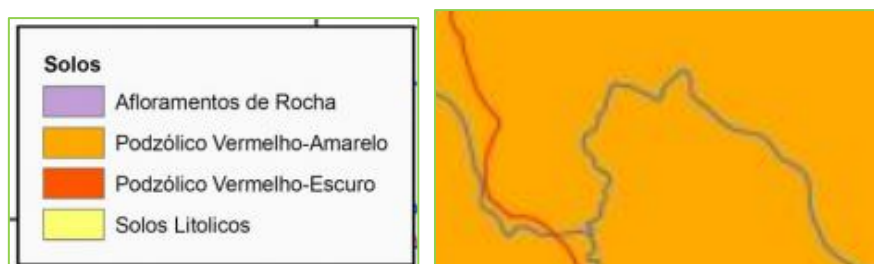 Solos
Afloramentos de Rocha
Podzólico Vermelho-Amarelo
Podzólico Vermelho-Escuro
Solos Litolicos